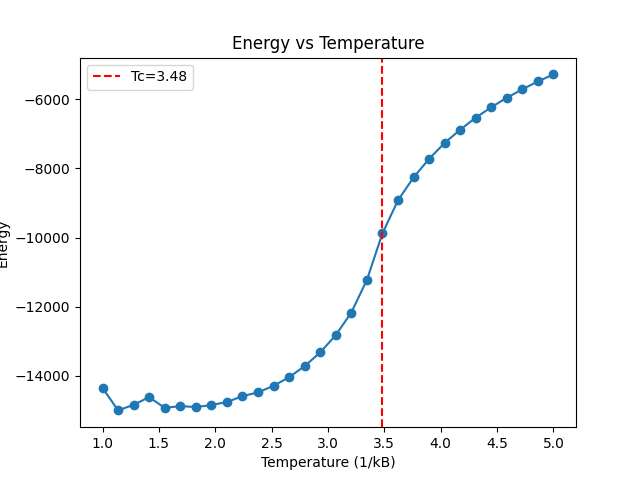 Energy vs Temperature
Tc=3.48
Energy
−6000
−8000
−10000
−12000
−14000
1.0 1.5 2.0 2.5 3.0 3.5 4.0 4.5 5.0
Temperature (1/kB)